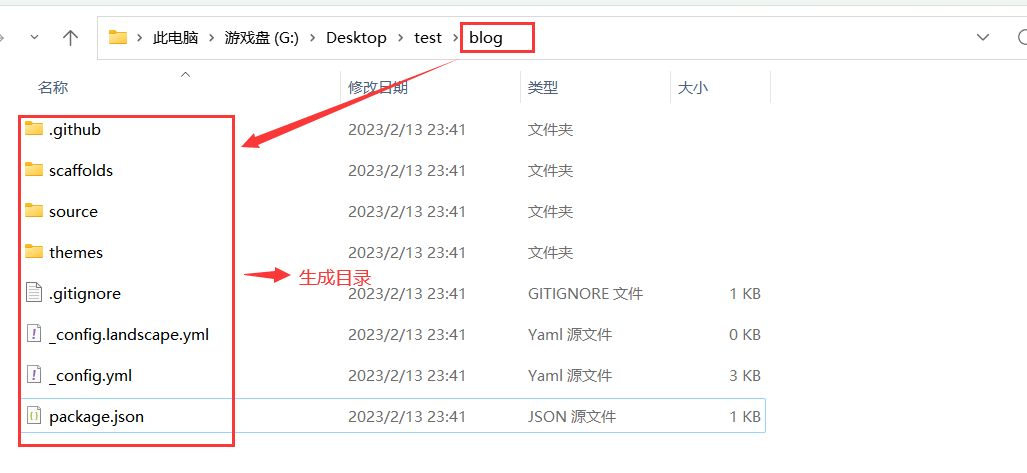 此电脑 › 游戏盘 (G:) › Desktop › test › blog
名称 修改日期 类型 大小
.github 2023/2/13 23:41 文件夹
scaffolds 2023/2/13 23:41 文件夹
source 2023/2/13 23:41 文件夹
themes 2023/2/13 23:41 文件夹
生成目录
.gitignore 2023/2/13 23:41 GITIGNORE 文件 1 KB
_config.landscape.yml 2023/2/13 23:41 Yaml 源文件 0 KB
_config.yml 2023/2/13 23:41 Yaml 源文件 3 KB
package.json 2023/2/13 23:41 JSON 源文件 1 KB